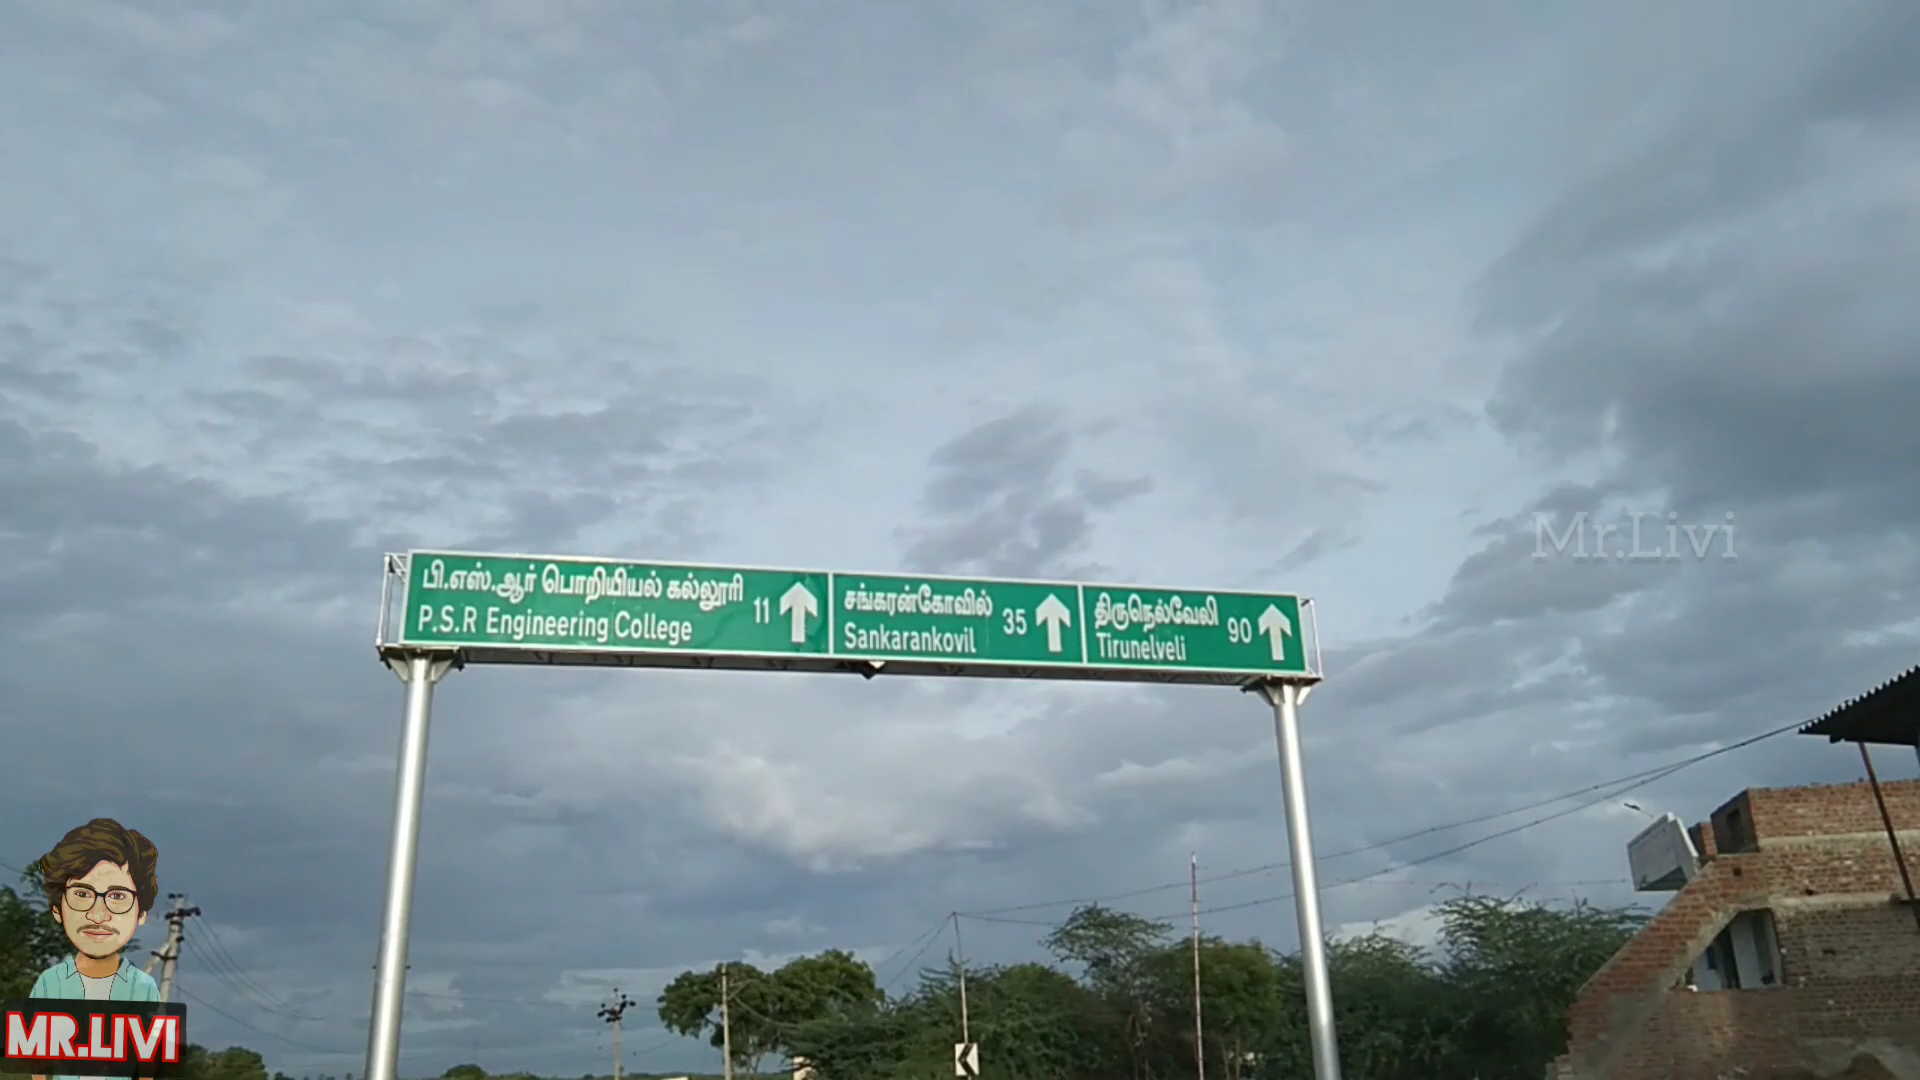 பி.எஸ்.ஆர் பொறியியல் கல்லூரி
P.S.R Engineering College
11
சங்கரன்கோவில்
Sankarankovil
35
திருநெல்வேலி
Tirunelveli
90
Mr.Livi
MR.LIVI